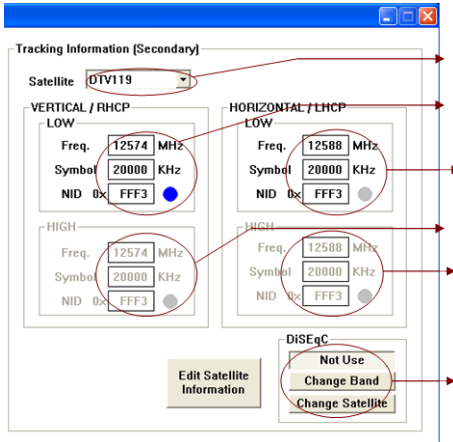 Tracking Information (Secondary)
Satellite DTV119
VERTICAL / RHCP
LOW
Freq. 12574 MHz
Symbol 20000 KHz
NID 0x FFF3
HIGH
Freq. 12574 MHz
Symbol 20000 KHz
NID 0x FFF3
HORIZONTAL / LHCP
LOW
Freq. 12588 MHz
Symbol 20000 KHz
NID 0x FFF3
HIGH
Freq. 12588 MHz
Symbol 20000 KHz
NID 0x FFF3
Edit Satellite
Information
DiSEqC
Not Use
Change Band
Change Satellite